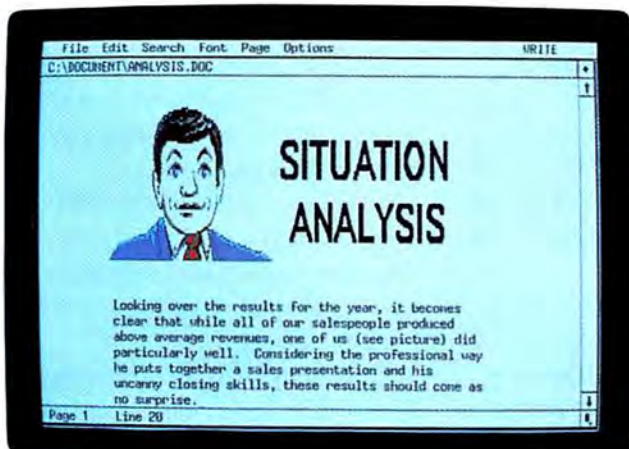 File Edit Search Font Page Options WRITE
C:\DOCUMENT\ANALYSIS.DOC
SITUATION
ANALYSIS
Looking over the results for the year, it becomes
clear that while all of our salespeople produced
above average revenues, one of us (see picture) did
particularly well. Considering the professional way
he puts together a sales presentation and his
uncanny closing skills, these results should come as
no surprise.
Page 1 Line 20